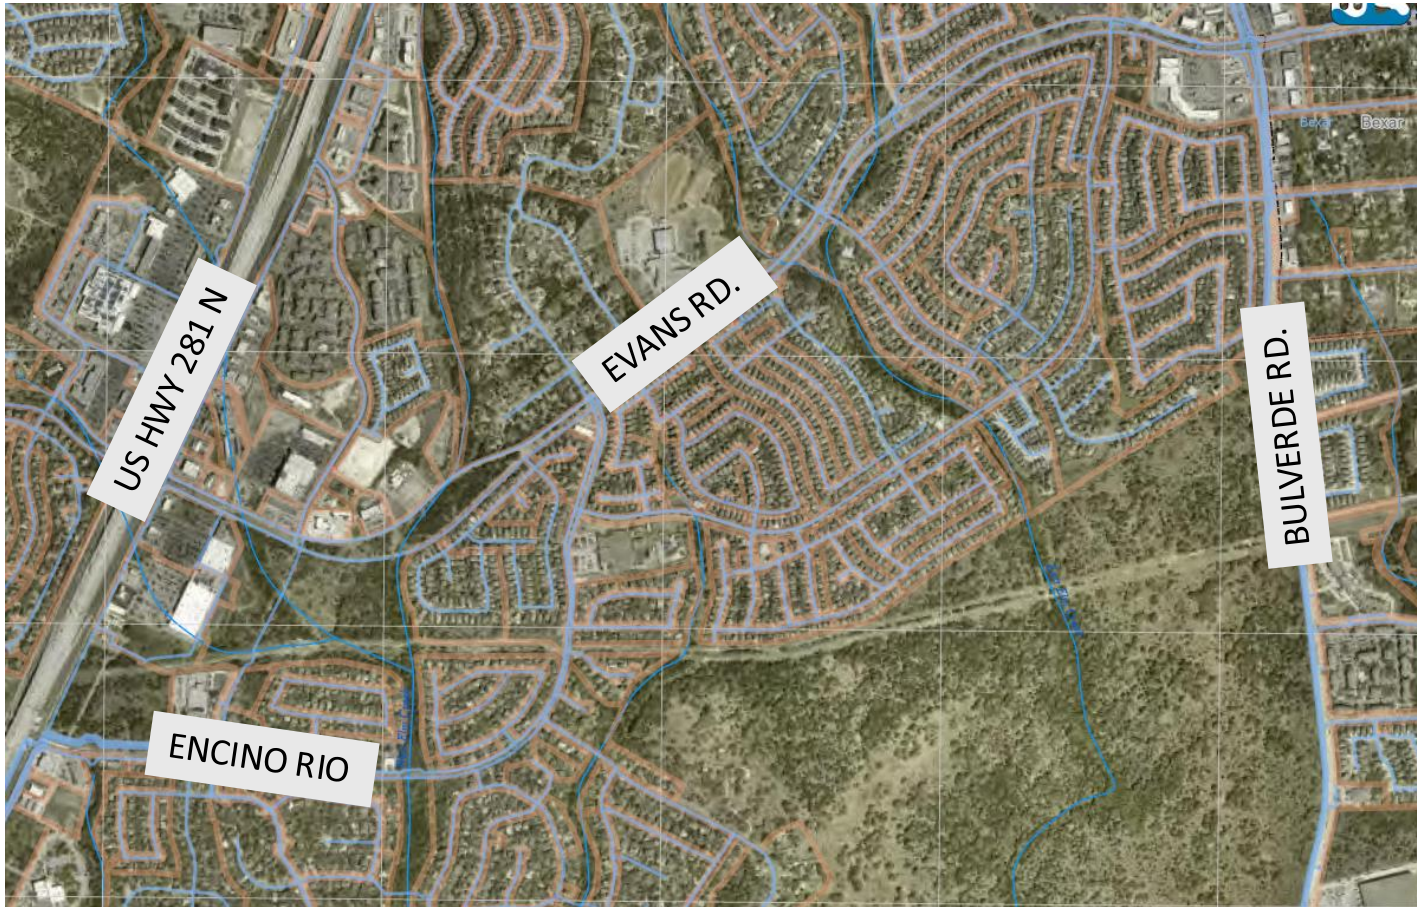 Bexar
Bexar
EVANS RD.
US HWY 281 N
BULVERDE RD.
ENCINO RIO